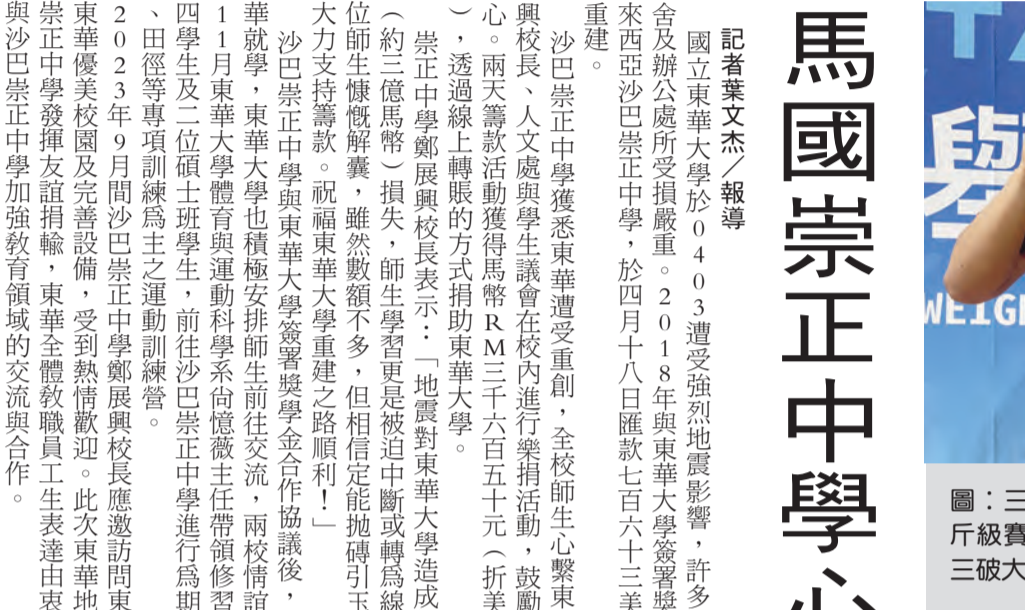 馬國崇正中學心
記者葉文杰／報導
國立東華大學於０４０３遭受強烈地震影響，許多
舍及辦公處所受損嚴重。２０１８年與東華大學簽署獎
來西亞沙巴崇正中學，於四月十八日匯款七百六十三美
重建。
沙巴崇正中學獲悉東華遭受重創，全校師生心繫東
興校長、人文處與學生議會在校內進行樂捐活動，鼓勵
心。兩天籌款活動獲得馬幣ＲＭ三千六百五十元（折美
），透過線上轉賬的方式捐助東華大學。
崇正中學鄭展興校長表示：「地震對東華大學造成
（約三億馬幣）損失，師生學習更是被迫中斷或轉爲線
位師生慷慨解囊，雖然數額不多，但相信定能拋磚引玉
大力支持籌款。祝福東華大學重建之路順利！」
沙巴崇正中學與東華大學簽署獎學金合作協議後，
華就學，東華大學也積極安排師生前往交流，兩校情誼
１１月東華大學體育與運動科學系尙憶薇主任帶領修習
四學生及二位碩士班學生，前往沙巴崇正中學進行爲期
、田徑等專項訓練爲主之運動訓練營。
２０２３年９月間沙巴崇正中學鄭展興校長應邀訪問東
東華優美校園及完善設備，受到熱情歡迎。此次東華地
崇正中學發揮友誼捐輸，東華全體敎職員工生表達由衷
與沙巴崇正中學加強敎育領域的交流與合作。
學
WEIGH
圖：三
斤級賽
三破大